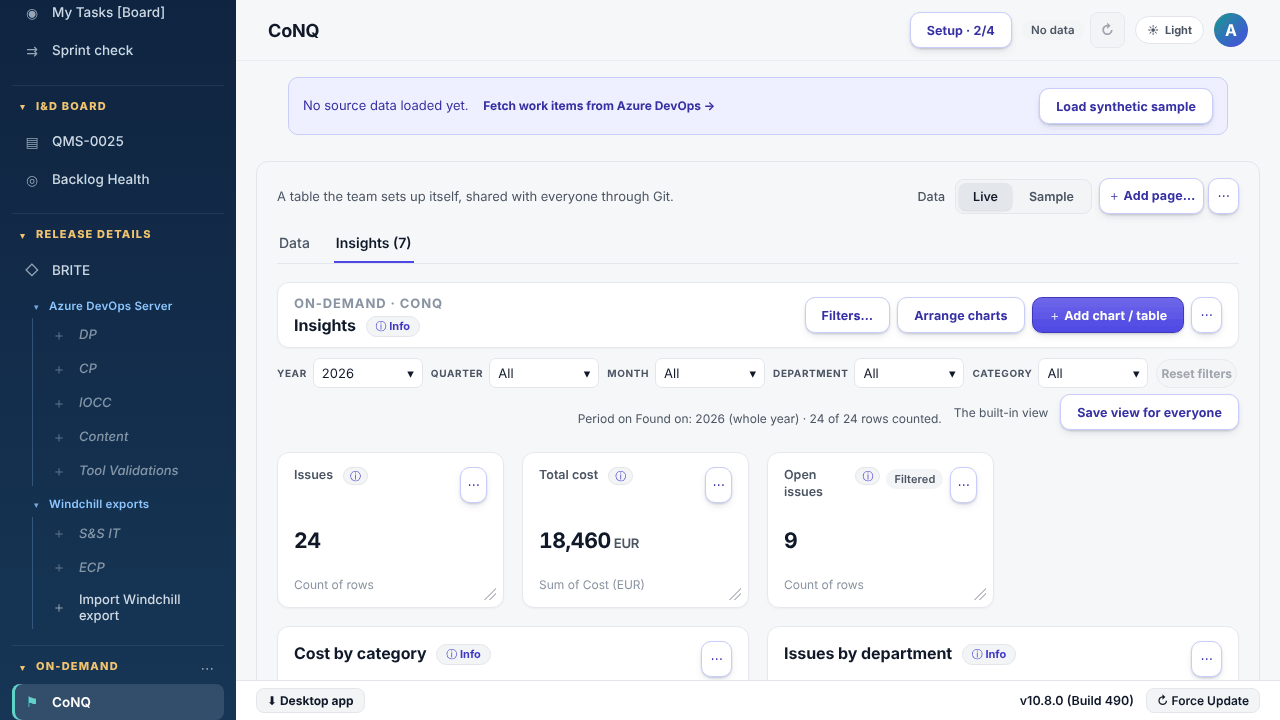 My Tasks [Board]
Sprint check
I&D BOARD
QMS-0025
Backlog Health
RELEASE DETAILS
BRITE
Azure DevOps Server
+ DP
+ CP
+ IOCC
+ Content
+ Tool Validations
Windchill exports
+ S&S IT
+ ECP
+ Import Windchill
export
ON-DEMAND ...
CoNQ
CoNQ
Setup · 2/4
No data
Light
A
No source data loaded yet. Fetch work items from Azure DevOps →
Load synthetic sample
A table the team sets up itself, shared with everyone through Git.
Data
Live
Sample
+ Add page...
...
Data
Insights (7)
ON-DEMAND · CONQ
Insights
ⓘ Info
Filters...
Arrange charts
+ Add chart / table
...
YEAR 2026
QUARTER All
MONTH All
DEPARTMENT All
CATEGORY All
Reset filters
Period on Found on: 2026 (whole year) · 24 of 24 rows counted.
The built-in view
Save view for everyone
Issues ⓘ ...
24
Count of rows
Total cost ⓘ ...
18,460 EUR
Sum of Cost (EUR)
Open
issues
ⓘ Filtered ...
9
Count of rows
Cost by category ⓘ Info ...
Issues by department ⓘ Info ...
Desktop app
v10.8.0 (Build 490)
Force Update